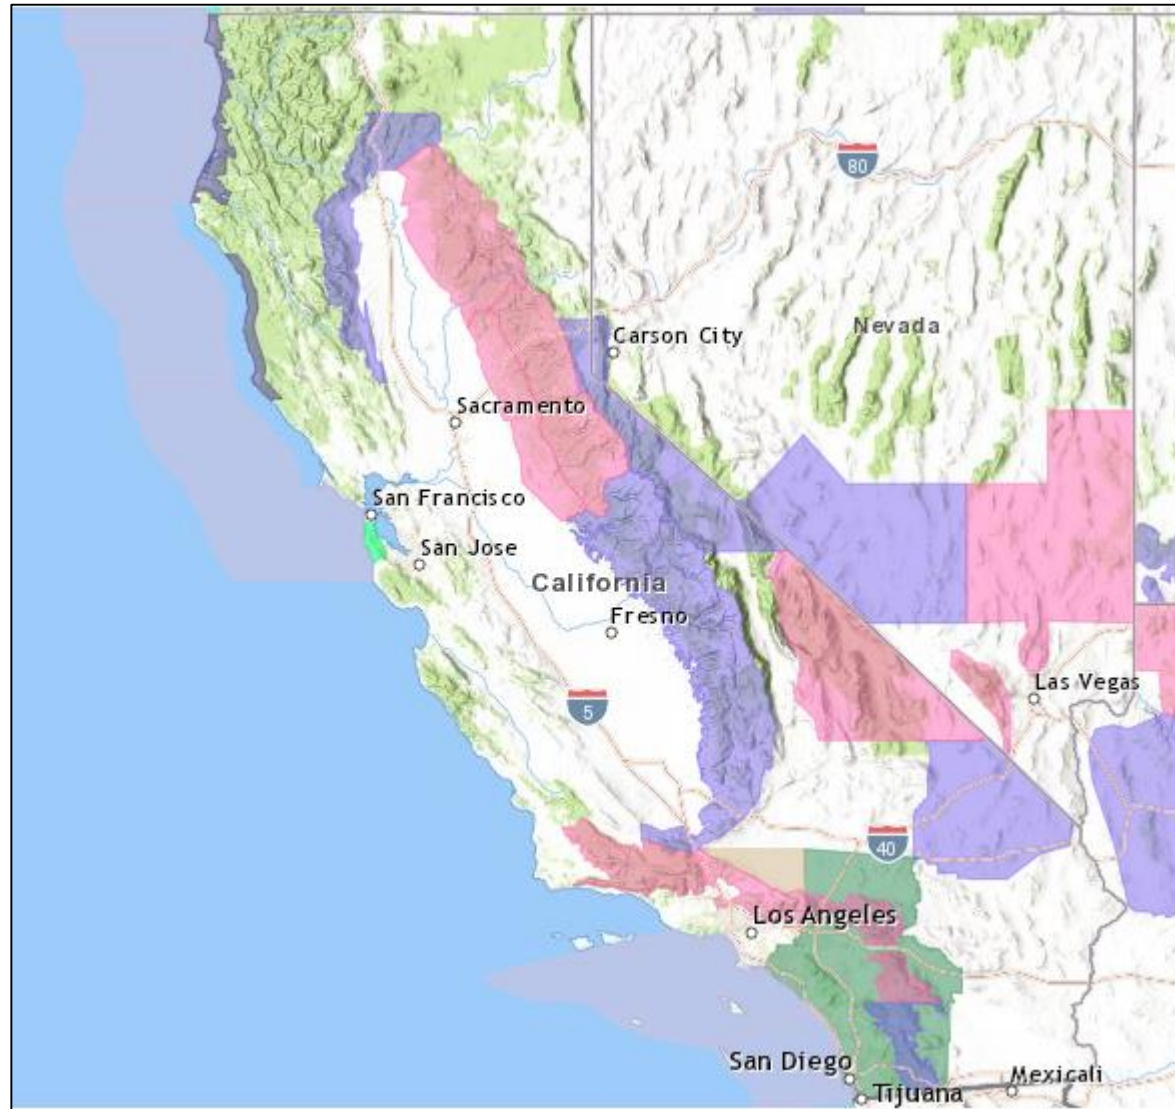 80
Carson City
Nevada
Sacramento
San Francisco
San Jose
California
Fresno
Las Vegas
5
40
Los Angeles
San Diego
Mexicali
Tijuana